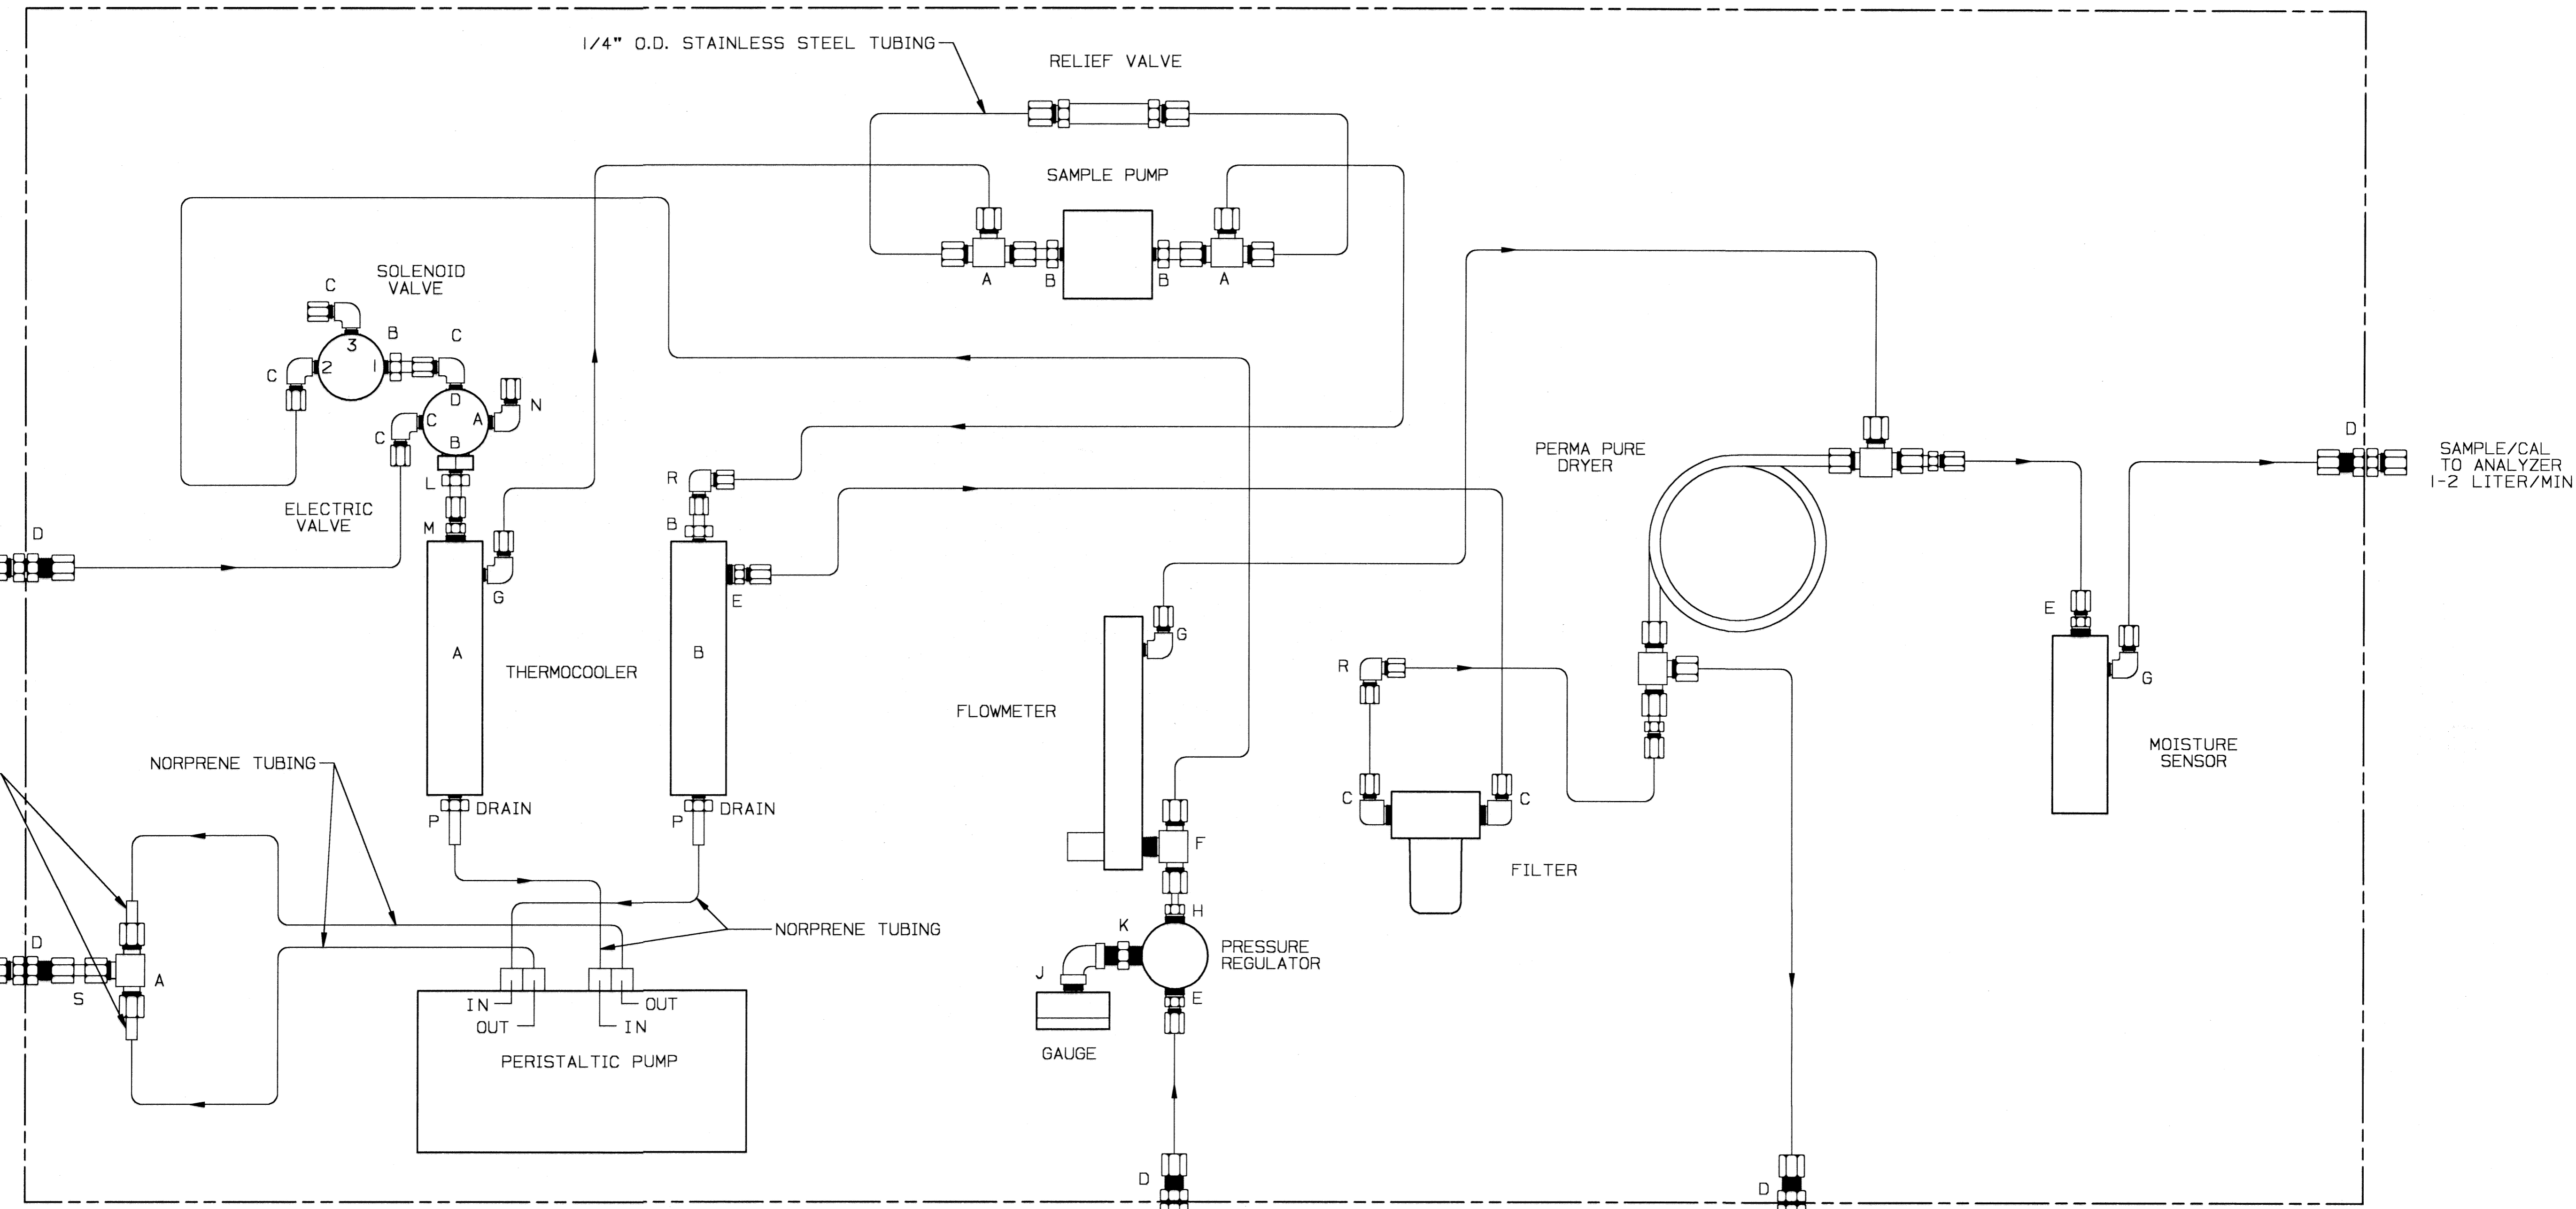 1/4" O.D. STAINLESS STEEL TUBING
RELIEF VALVE
SAMPLE PUMP
A
B
B
A
SOLENOID
VALVE
C
B
C
3
2
1
C
D
C
A
N
B
C
L
ELECTRIC
VALVE
M
R
B
D
G
E
A
B
THERMOCOOLER
PERMA PURE
DRYER
D
SAMPLE/CAL
TO ANALYZER
1-2 LITER/MIN
E
G
MOISTURE
SENSOR
FLOWMETER
G
R
C
C
FILTER
F
NORPRENE TUBING
P
DRAIN
P
DRAIN
NORPRENE TUBING
H
K
PRESSURE
REGULATOR
J
E
GAUGE
D
S
A
IN
OUT
OUT
IN
PERISTALTIC PUMP
D
D